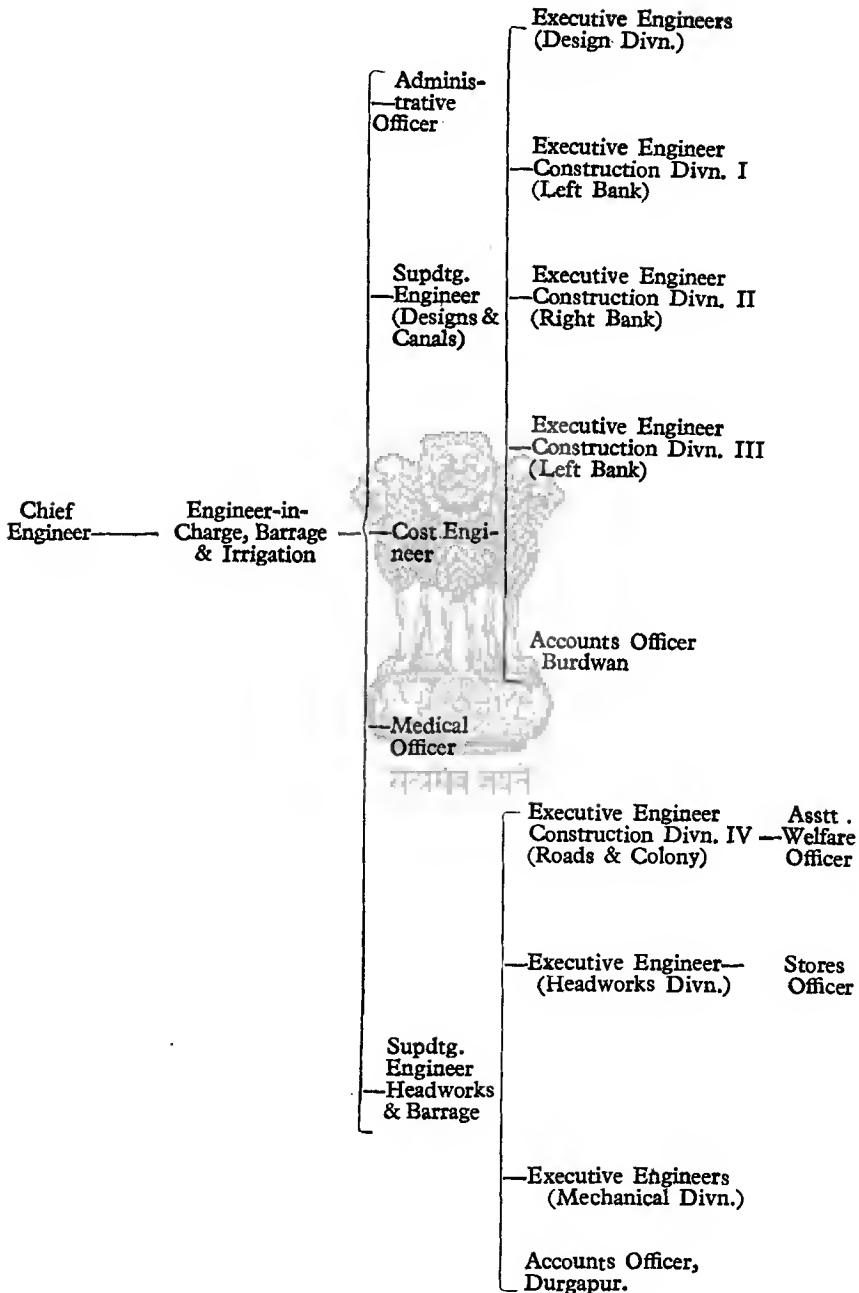 Chief
Engineer
Engineer-in-
Charge, Barrage
& Irrigation
Adminis-
trative
Officer
Supdtg.
Engineer
(Designs &
Canals)
Cost Engi-
neer
Medical
Officer
Supdtg.
Engineer
Headworks
& Barrage
Executive Engineers
(Design Divn.)
Executive Engineer
Construction Divn. I
(Left Bank)
Executive Engineer
Construction Divn. II
(Right Bank)
Executive Engineer
Construction Divn. III
(Left Bank)
Accounts Officer
Burdwan
Executive Engineer
Construction Divn. IV
(Roads & Colony)
Asstt.
Welfare
Officer
Executive Engineer
(Headworks Divn.)
Stores
Officer
Executive Engineers
(Mechanical Divn.)
Accounts Officer,
Durgapur.
सत्यमेव जयते